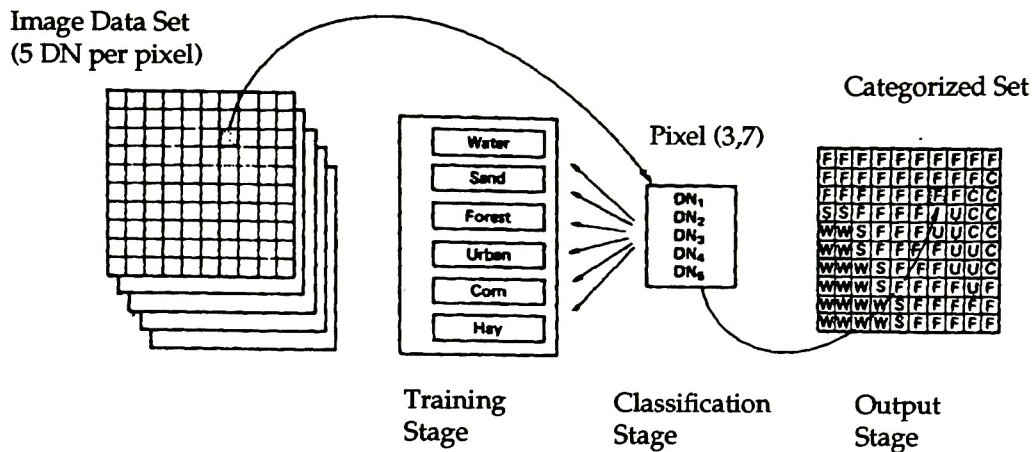 Image Data Set
(5 DN per pixel)
Water
Sand
Forest
Urban
Corn
Hay
Training
Stage
Pixel (3,7)
DN₁
DN₂
DN₃
DN₄
DN₅
Classification
Stage
Categorized Set
F F F F F F F F F F
F F F F F F F F F C
F F F F F F F F C C
S S F F F F U C C
W W S F F F U U C C
W W S F F F F U U C
W W W S F F F U U C
W W W S F F F F U F
W W W W S F F F F F
W W W W S F F F F F
Output
Stage